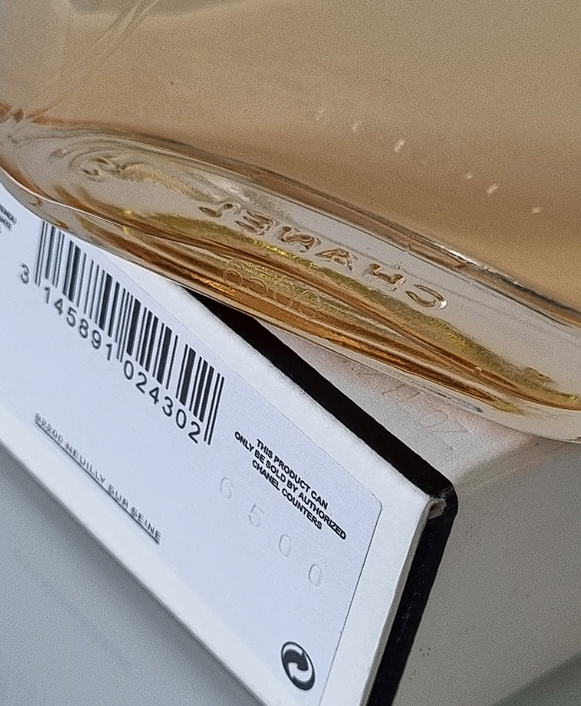 CHANEL
3 145891 024302
THIS PRODUCT CAN
ONLY BE SOLD BY AUTHORIZED
CHANEL COUNTERS
6500
92200 NEUILLY SUR SEINE